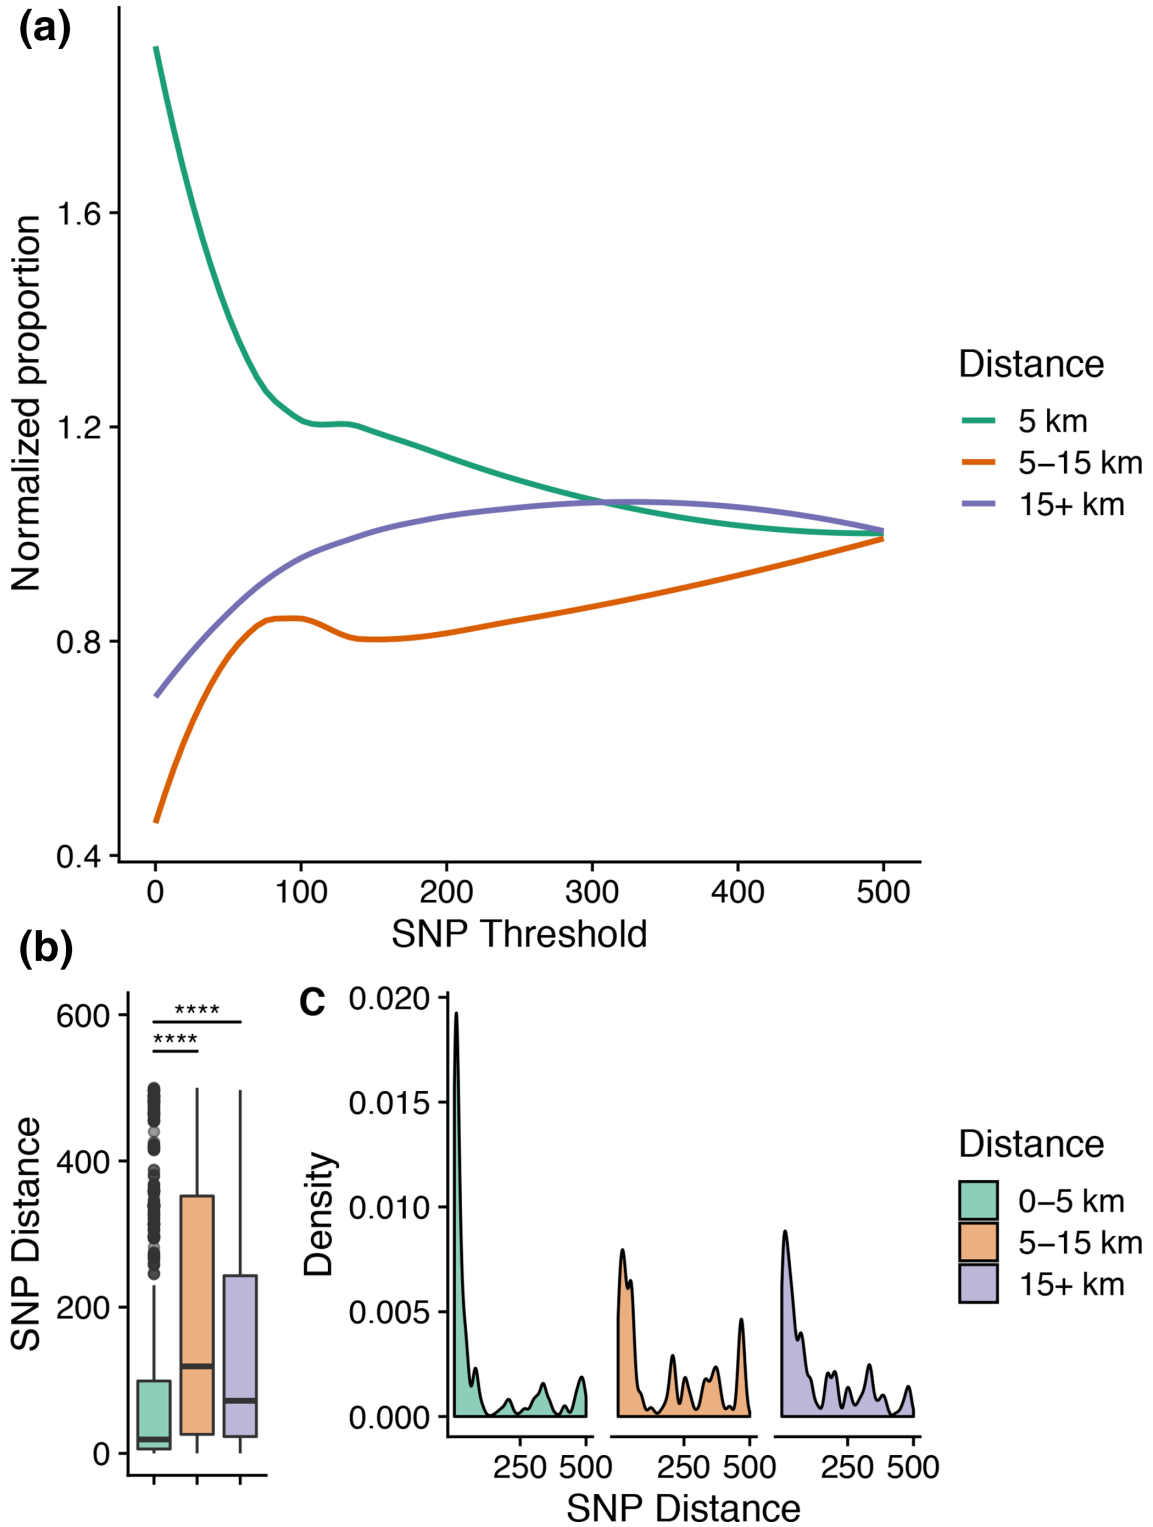 (a)
Normalized proportion
1.6
1.2
0.8
0.4
0 100 200 300 400 500
SNP Threshold
Distance
5 km
5–15 km
15+ km
(b)
SNP Distance
600
400
200
0
****
****
C
Density
0.020
0.015
0.010
0.005
0.000
250 500 250 500 250 500
SNP Distance
Distance
0–5 km
5–15 km
15+ km